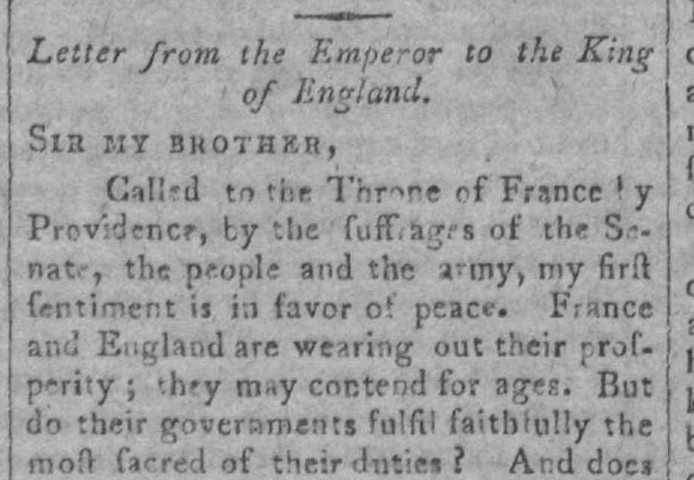 Letter from the Emperor to the King
of England.
SIR MY BROTHER,
Called to the Throne of France by
Providence, by the ſuffrages of the Se-
nate, the people and the army, my firſt
ſentiment is in favor of peace. France
and England are wearing out their proſ-
perity; they may contend for ages. But
do their governments fulfil faithfully the
moſt ſacred of their duties? And does